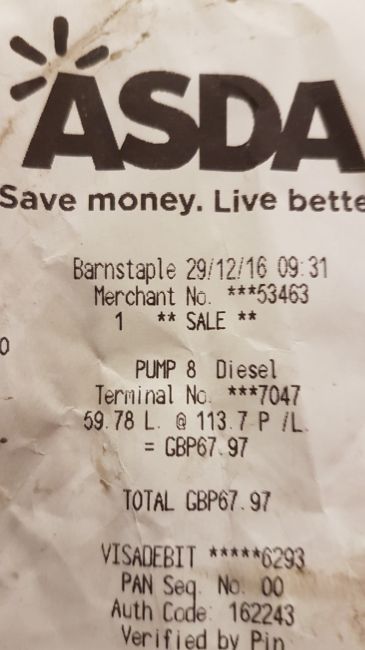 ASDA
Save money. Live bette
Barnstaple 29/12/16 09:31
Merchant No. ***53463
1 ** SALE **
0
PUMP 8 Diesel
Terminal No. ***7047
59.78 L. @ 113.7 P /L.
= GBP67.97
TOTAL GBP67.97
VISADEBIT *****6293
PAN Seq. No. 00
Auth Code: 162243
Verified by Pin